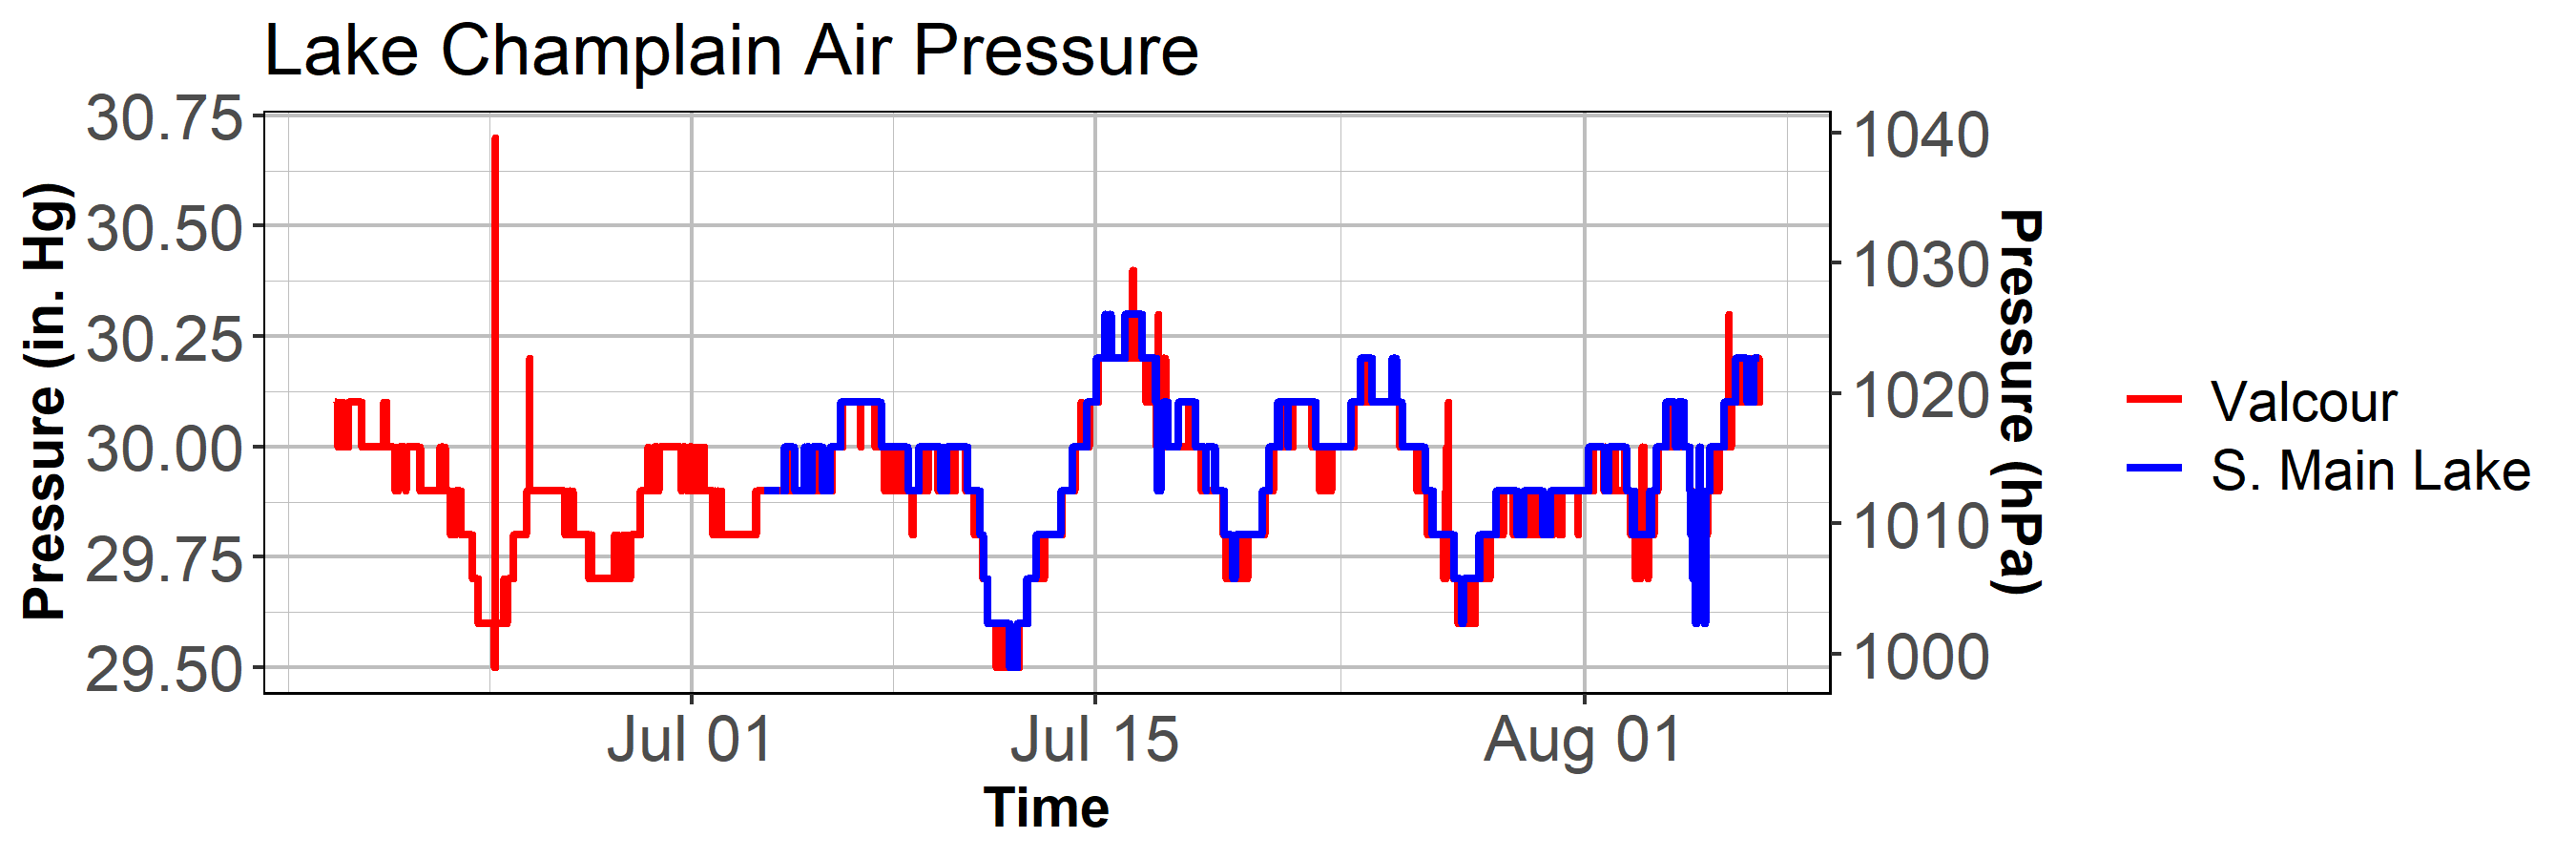 Lake Champlain Air Pressure
Pressure (in. Hg)
30.75
30.50
30.25
30.00
29.75
29.50
1040
1030
1020
1010
1000
Pressure (hPa)
Jul 01
Jul 15
Aug 01
Time
Valcour
S. Main Lake